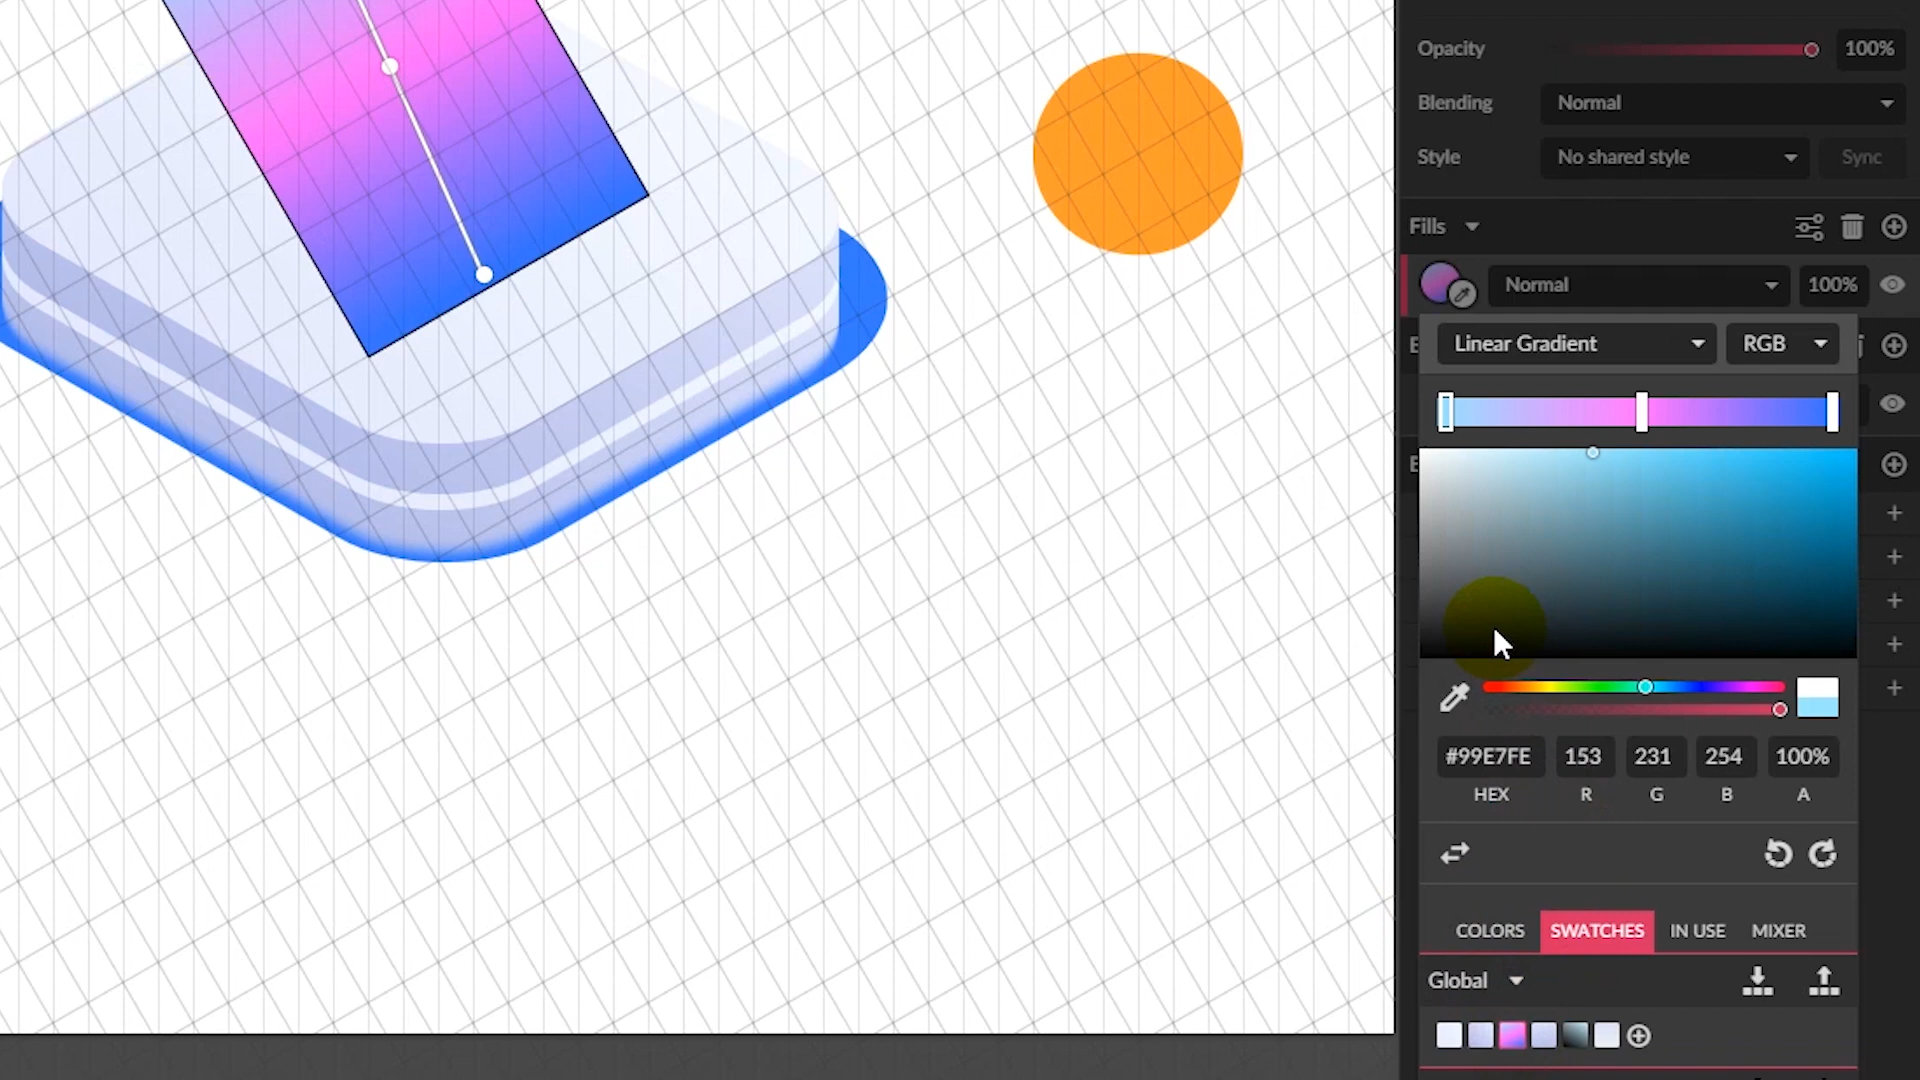 Opacity 100%
Blending Normal
Style No shared style Sync
Fills
Normal 100%
Linear Gradient RGB
#99E7FE 153 231 254 100%
HEX R G B A
COLORS SWATCHES IN USE MIXER
Global